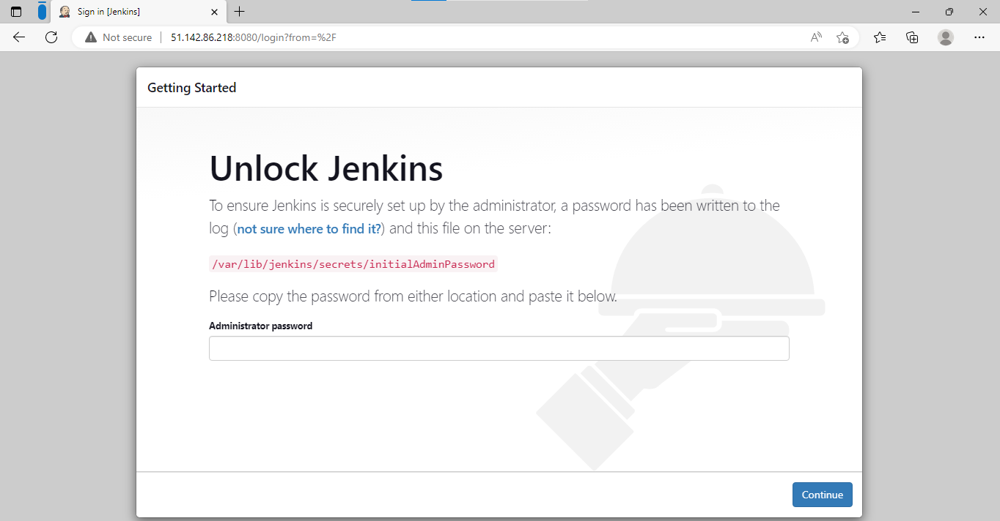 Sign in [Jenkins]
Not secure 51.142.86.218:8080/login?from=%2F
Getting Started
Unlock Jenkins
To ensure Jenkins is securely set up by the administrator, a password has been written to the
log (not sure where to find it?) and this file on the server:
/var/lib/jenkins/secrets/initialAdminPassword
Please copy the password from either location and paste it below.
Administrator password
Continue